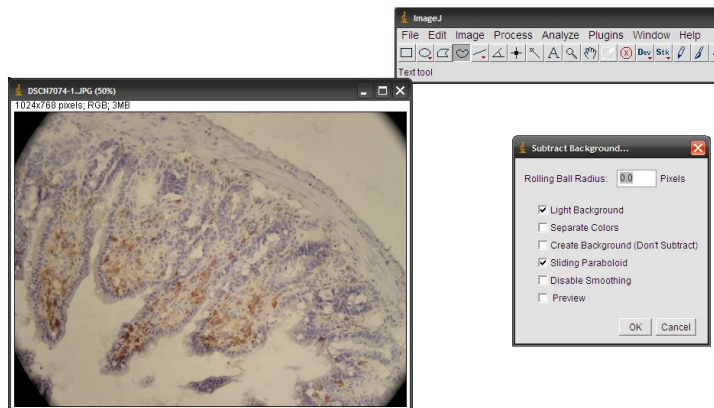 ImageJ
File Edit Image Process Analyze Plugins Window Help
A Dev Stk
Text tool
DSCN7074-1..JPG (50%)
1024x768 pixels; RGB; 3MB
Subtract Background...
Rolling Ball Radius: 0.0 Pixels
Light Background
Separate Colors
Create Background (Don't Subtract)
Sliding Paraboloid
Disable Smoothing
Preview
OK Cancel